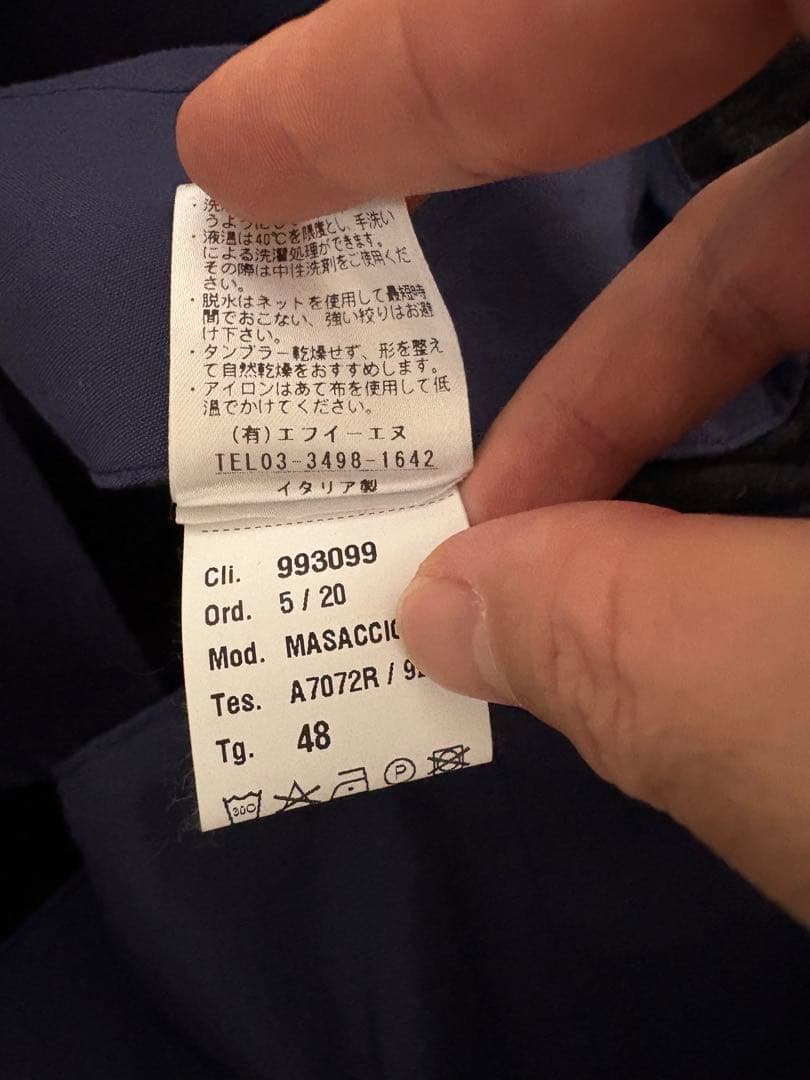 ・洗
うように
・液温は40℃を限度とし、手洗い
による洗濯処理ができます。
その際は中性洗剤をご使用くだ
さい。
・脱水はネットを使用して最短時
間でおこない、強い絞りはお避
け下さい。
・タンブラー乾燥せず、形を整え
て自然乾燥をおすすめします。
・アイロンはあて布を使用して低
温でかけてください。
(有)エフイーエヌ
TEL03-3498-1642
イタリア製
Cli. 993099
Ord. 5 / 20
Mod. MASACCI
Tes. A7072R / 9
Tg. 48
30C
P